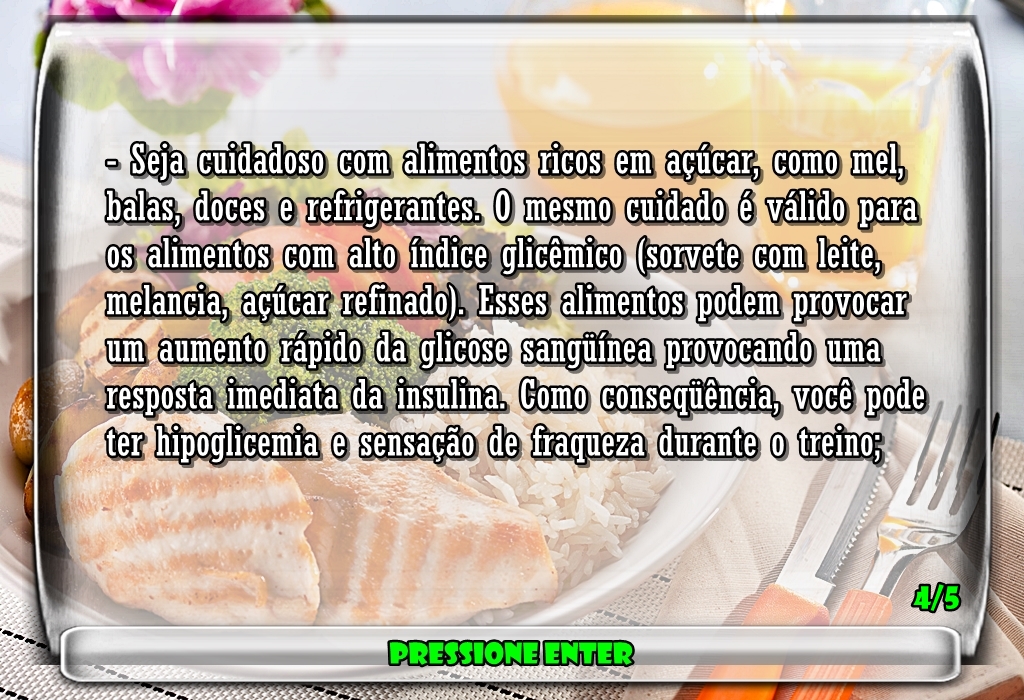 - Seja cuidadoso com alimentos ricos em açúcar, como mel,
balas, doces e refrigerantes. O mesmo cuidado é válido para
os alimentos com alto índice glicêmico (sorvete com leite,
melancia, açúcar refinado). Esses alimentos podem provocar
um aumento rápido da glicose sangüínea provocando uma
resposta imediata da insulina. Como conseqüência, você pode
ter hipoglicemia e sensação de fraqueza durante o treino;
4/5
PRESSIONE ENTER